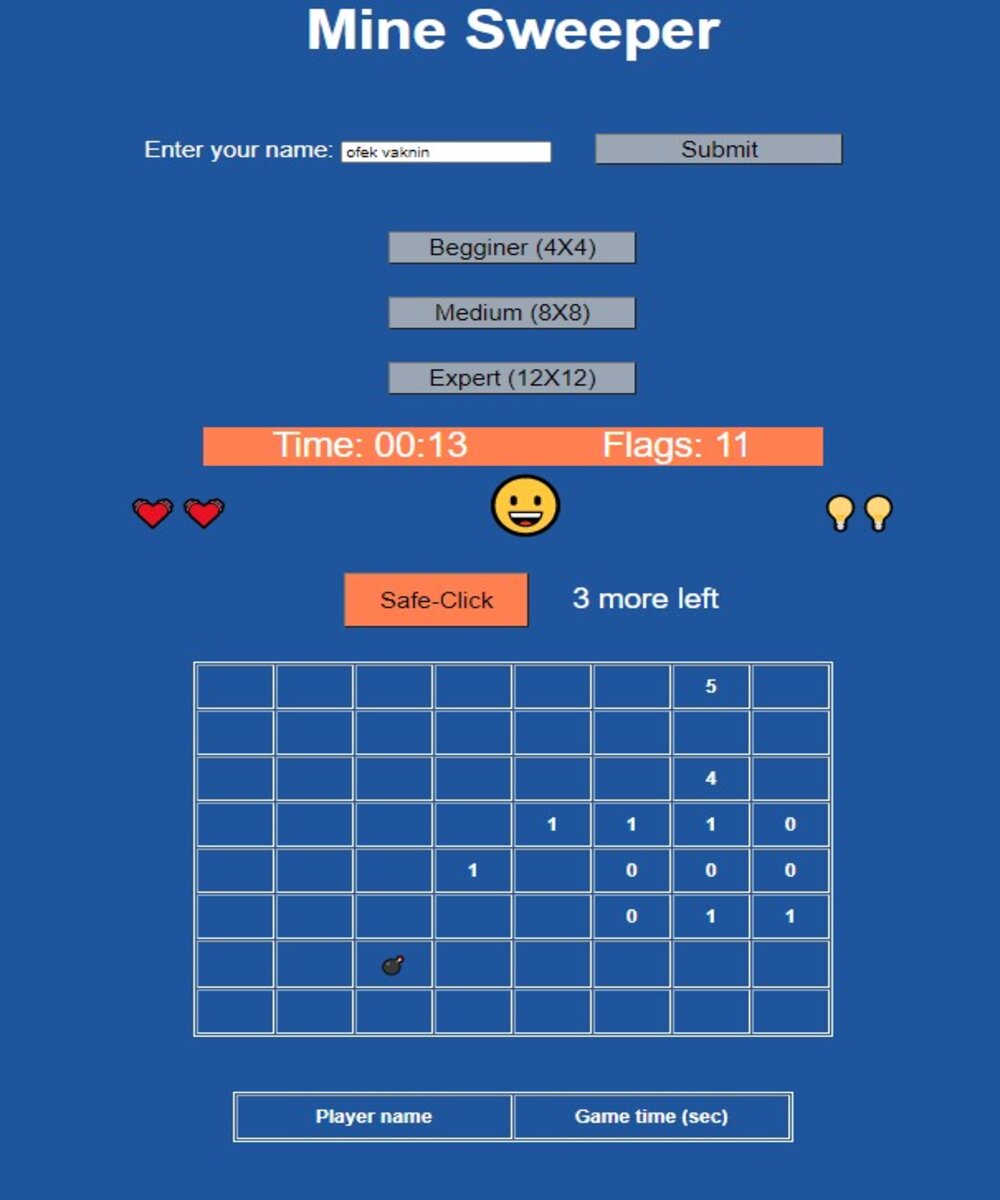 Mine Sweeper
Enter your name: ofek vaknin Submit
Begginer (4X4)
Medium (8X8)
Expert (12X12)
Time: 00:13 Flags: 11
Safe-Click 3 more left
5
4
1 1 1 0
1 0 0 0
0 1 1
Player name Game time (sec)